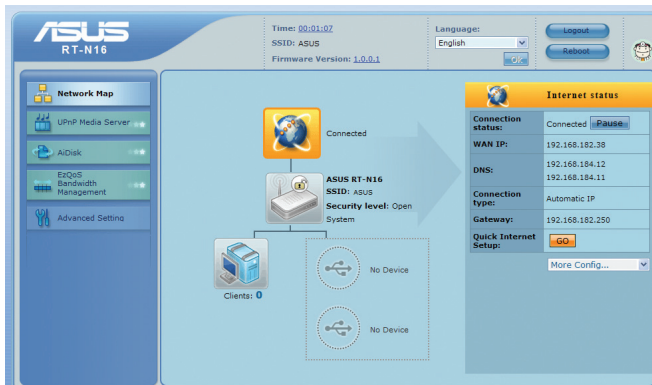 ASUS
RT-N16
Time: 00:01:07
SSID: ASUS
Firmware Version: 1.0.0.1
Language:
English
OK
Logout
Reboot
Network Map
UPnP Media Server
AiDisk
EzQoS
Bandwidth
Management
Advanced Setting
Connected
ASUS RT-N16
SSID: ASUS
Security level: Open
System
Clients: 0
No Device
No Device
Internet status
Connection
status:
Connected Pause
WAN IP:
192.168.182.38
DNS:
192.168.184.12
192.168.184.11
Connection
type:
Automatic IP
Gateway:
192.168.182.250
Quick Internet
Setup:
GO
More Config...